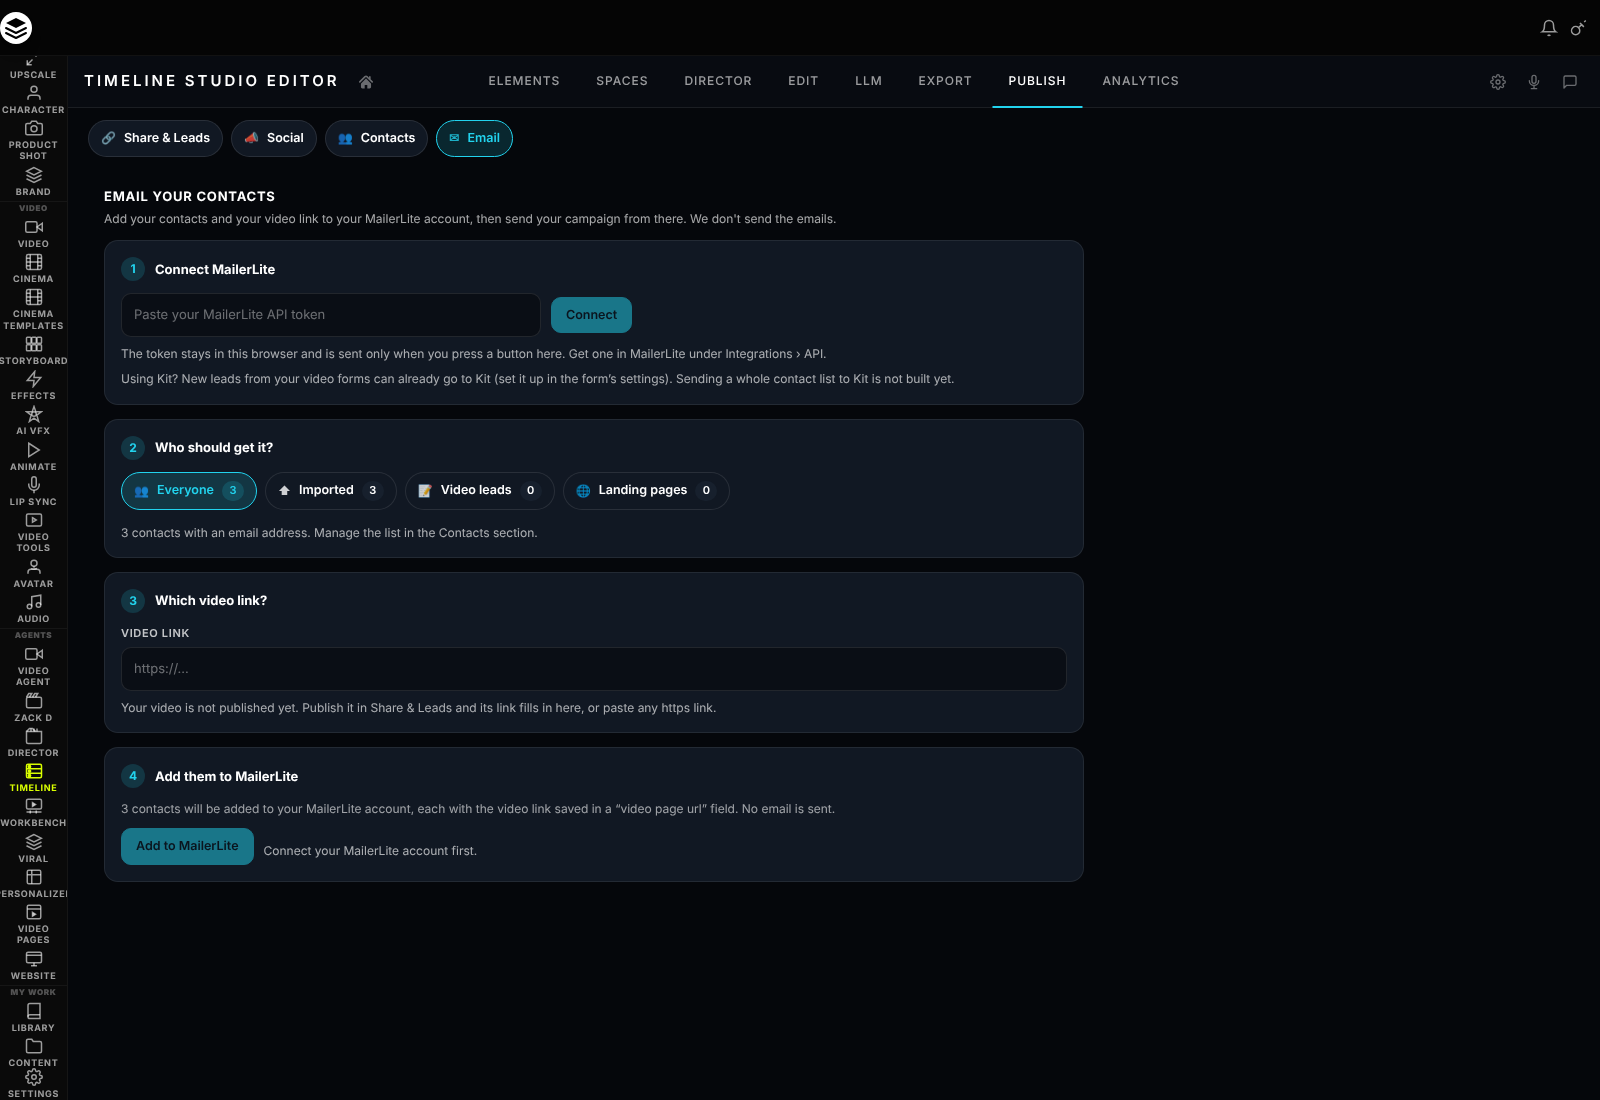 TIMELINE STUDIO EDITOR
ELEMENTS
SPACES
DIRECTOR
EDIT
LLM
EXPORT
PUBLISH
ANALYTICS
UPSCALE
CHARACTER
PRODUCT
SHOT
BRAND
VIDEO
VIDEO
CINEMA
CINEMA
TEMPLATES
STORYBOARD
EFFECTS
AI VFX
ANIMATE
LIP SYNC
VIDEO
TOOLS
AVATAR
AUDIO
AGENTS
VIDEO
AGENT
ZACK D
DIRECTOR
TIMELINE
WORKBENCH
VIRAL
PERSONALIZE
VIDEO
PAGES
WEBSITE
MY WORK
LIBRARY
CONTENT
SETTINGS
Share & Leads
Social
Contacts
Email
EMAIL YOUR CONTACTS
Add your contacts and your video link to your MailerLite account, then send your campaign from there. We don't send the emails.
1 Connect MailerLite
Paste your MailerLite API token
Connect
The token stays in this browser and is sent only when you press a button here. Get one in MailerLite under Integrations › API.
Using Kit? New leads from your video forms can already go to Kit (set it up in the form’s settings). Sending a whole contact list to Kit is not built yet.
2 Who should get it?
Everyone 3
Imported 3
Video leads 0
Landing pages 0
3 contacts with an email address. Manage the list in the Contacts section.
3 Which video link?
VIDEO LINK
https://...
Your video is not published yet. Publish it in Share & Leads and its link fills in here, or paste any https link.
4 Add them to MailerLite
3 contacts will be added to your MailerLite account, each with the video link saved in a “video page url” field. No email is sent.
Add to MailerLite
Connect your MailerLite account first.